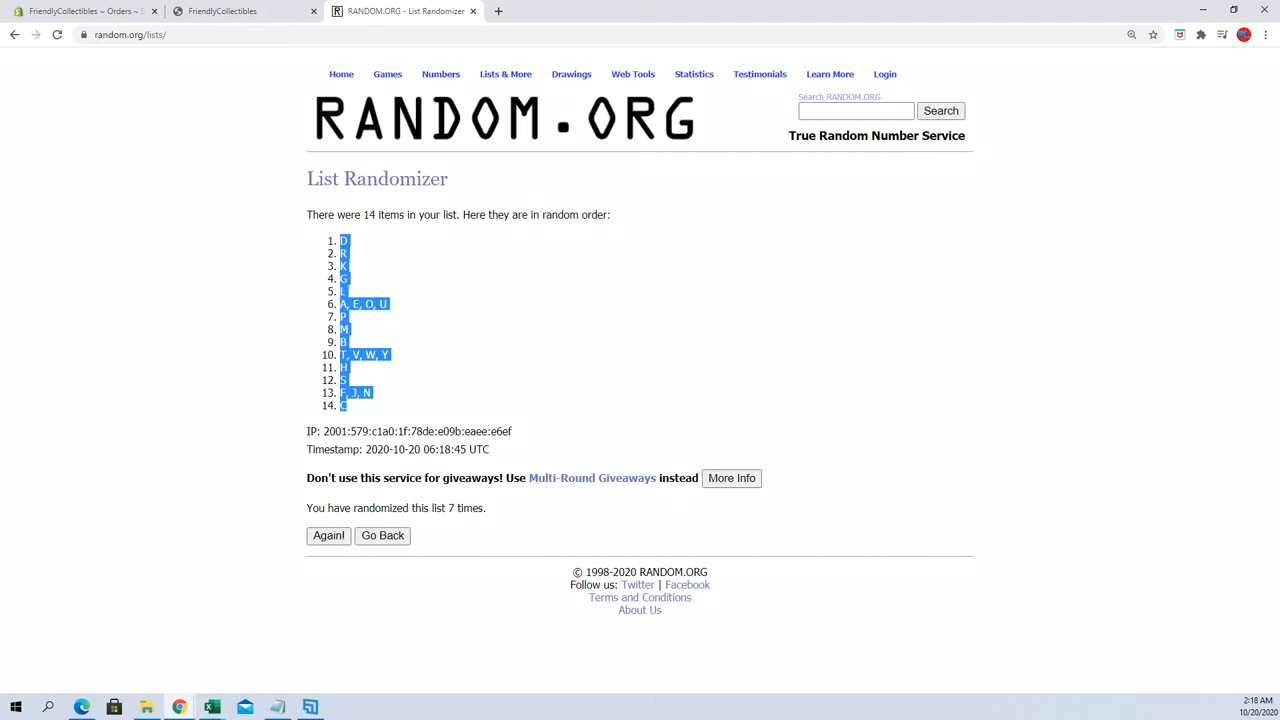 FriendlyCollectibles ~ Orders ~ S
FriendlyCollectibles
RANDOM.ORG - List Randomizer
random.org/lists/
Home Games Numbers Lists & More Drawings Web Tools Statistics Testimonials Learn More Login
RANDOM.ORG
Search RANDOM.ORG
Search
True Random Number Service
List Randomizer
There were 14 items in your list. Here they are in random order:
1. D
2. R
3. K
4. G
5. L
6. A, E, O, U
7. P
8. M
9. B
10. T, V, W, Y
11. H
12. S
13. F, J, N
14. C
IP: 2001:579:c1a0:1f:78de:e09b:eaee:e6ef
Timestamp: 2020-10-20 06:18:45 UTC
Don't use this service for giveaways! Use Multi-Round Giveaways instead More Info
You have randomized this list 7 times.
Again! Go Back
© 1998-2020 RANDOM.ORG
Follow us: Twitter | Facebook
Terms and Conditions
About Us
2:18 AM
10/20/2020